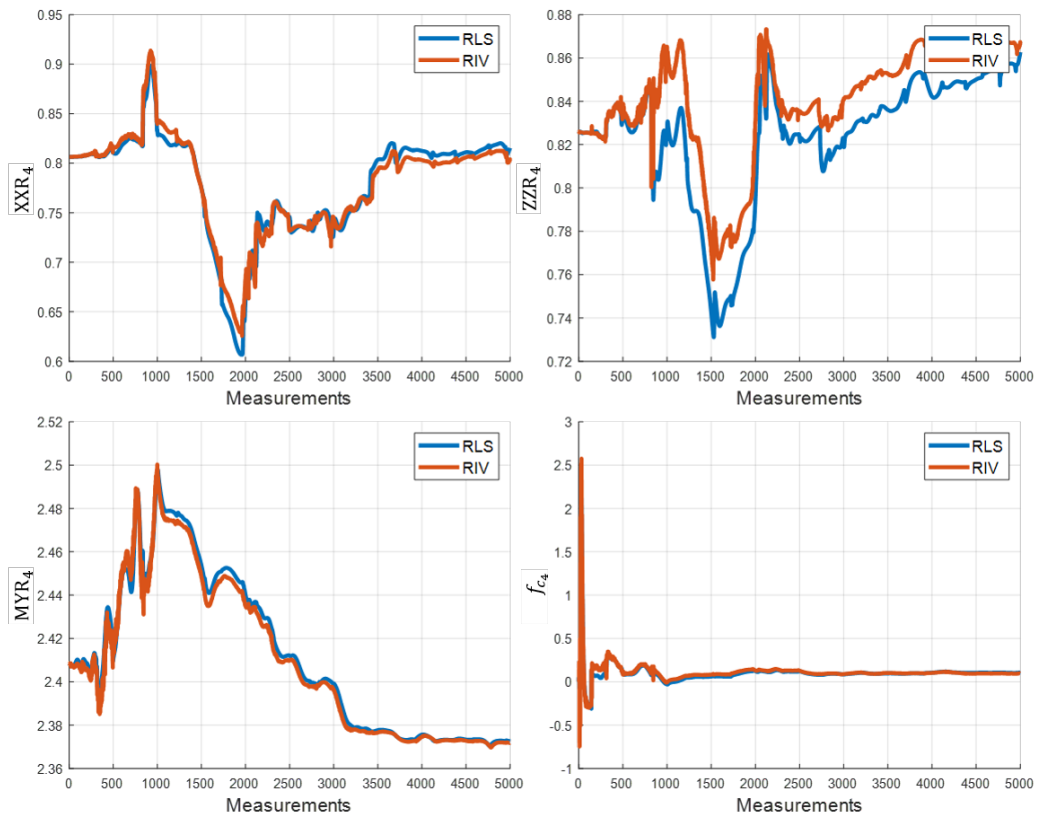 0.95
0.9
0.85
0.8
0.75
0.7
0.65
0.6
XXR4
RLS
RIV
0 500 1000 1500 2000 2500 3000 3500 4000 4500 5000
Measurements
0.88
0.86
0.84
0.82
0.8
0.78
0.76
0.74
0.72
ZZR4
RLS
RIV
0 500 1000 1500 2000 2500 3000 3500 4000 4500 5000
Measurements
2.52
2.5
2.48
2.46
2.44
2.42
2.4
2.38
2.36
MYR4
RLS
RIV
0 500 1000 1500 2000 2500 3000 3500 4000 4500 5000
Measurements
3
2.5
2
1.5
1
0.5
0
-0.5
-1
fc4
RLS
RIV
0 500 1000 1500 2000 2500 3000 3500 4000 4500 5000
Measurements